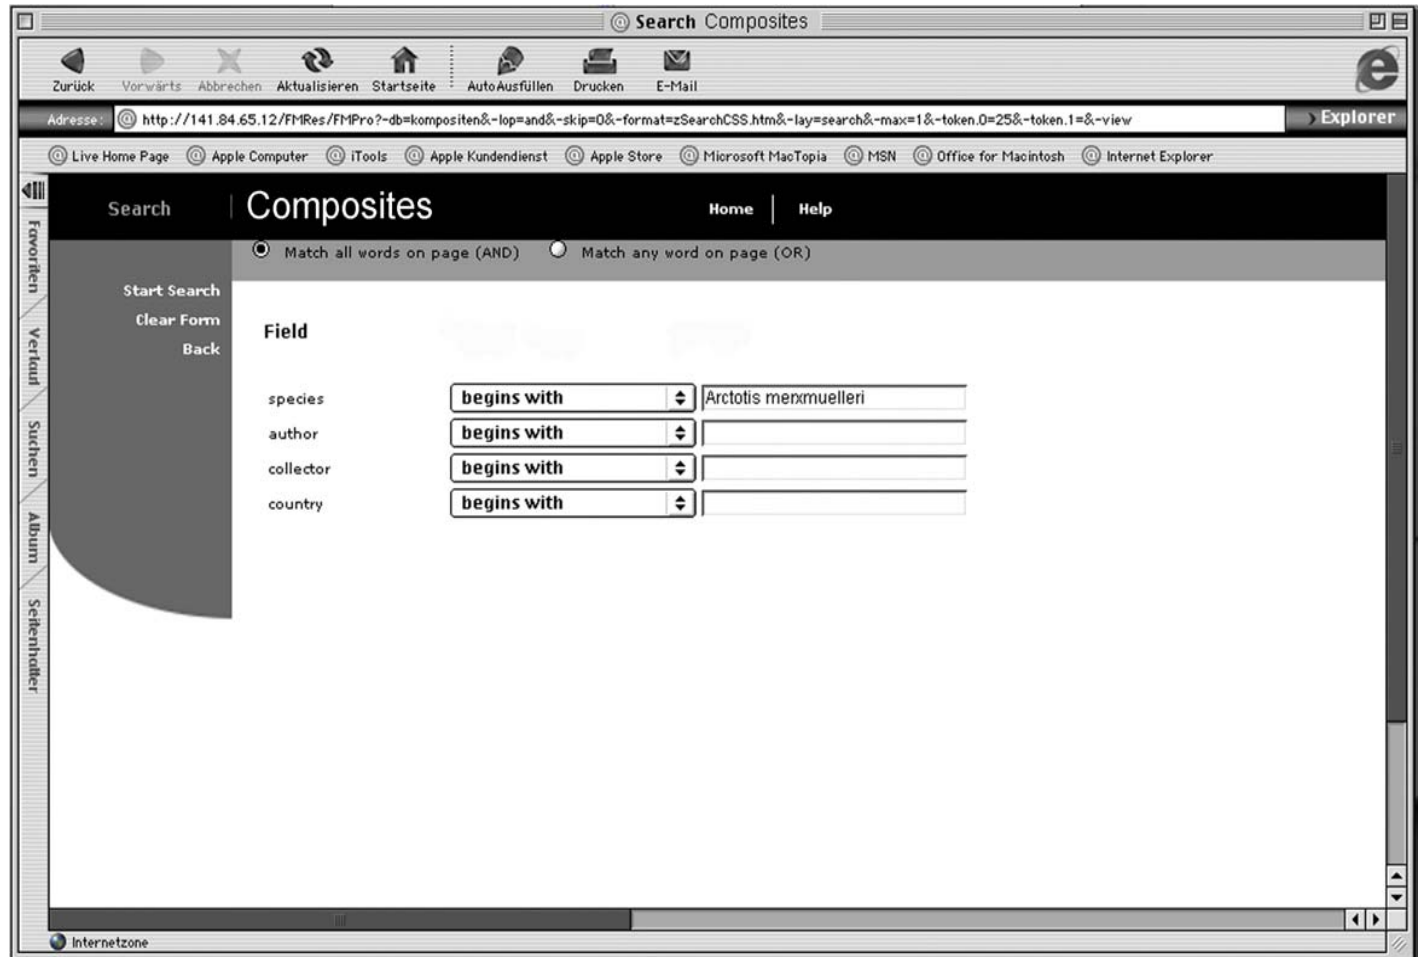 Search Composites
Zurück Vorwärts Abbrechen Aktualisieren Startseite AutoAusfüllen Drucken E-Mail
Adresse: http://141.84.65.12/FMRes/FMPro?-db=kompositen&-lop=and&-skip=0&-format=zSearchCSS.htm&-lay=search&-max=1&-token.0=25&-token.1=&-view Explorer
Live Home Page Apple Computer iTools Apple Kundendienst Apple Store Microsoft MacTopia MSN Office for Macintosh Internet Explorer
Favoriten
Verlauf
Suchen
Album
Seitenhalter
Search Composites Home Help
Match all words on page (AND) Match any word on page (OR)
Start Search
Clear Form
Back
Field
species begins with Arctotis merxmuelleri
author begins with
collector begins with
country begins with
Internetzone